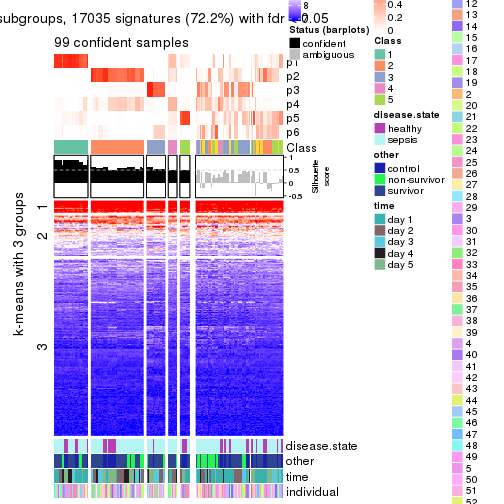 subgroups, 17035 signatures (72.2%) with fdr < 0.05
99 confident samples
p1
p2
p3
p4
p5
p6
Class
1
0.5
0
-0.5
Silhouette
score
k-means with 3 groups
1
2
3
disease.state
other
time
individual
8
0
Status (barplots)
confident
ambiguous
0.4
0.2
0
Class
1
2
3
4
5
disease.state
healthy
sepsis
other
control
non-survivor
survivor
time
day 1
day 2
day 3
day 4
day 5
12
13
14
15
16
17
18
19
2
20
21
22
23
24
25
26
27
28
29
3
30
31
32
33
34
35
36
37
38
39
4
40
41
42
43
44
45
46
47
48
49
5
50
51
52